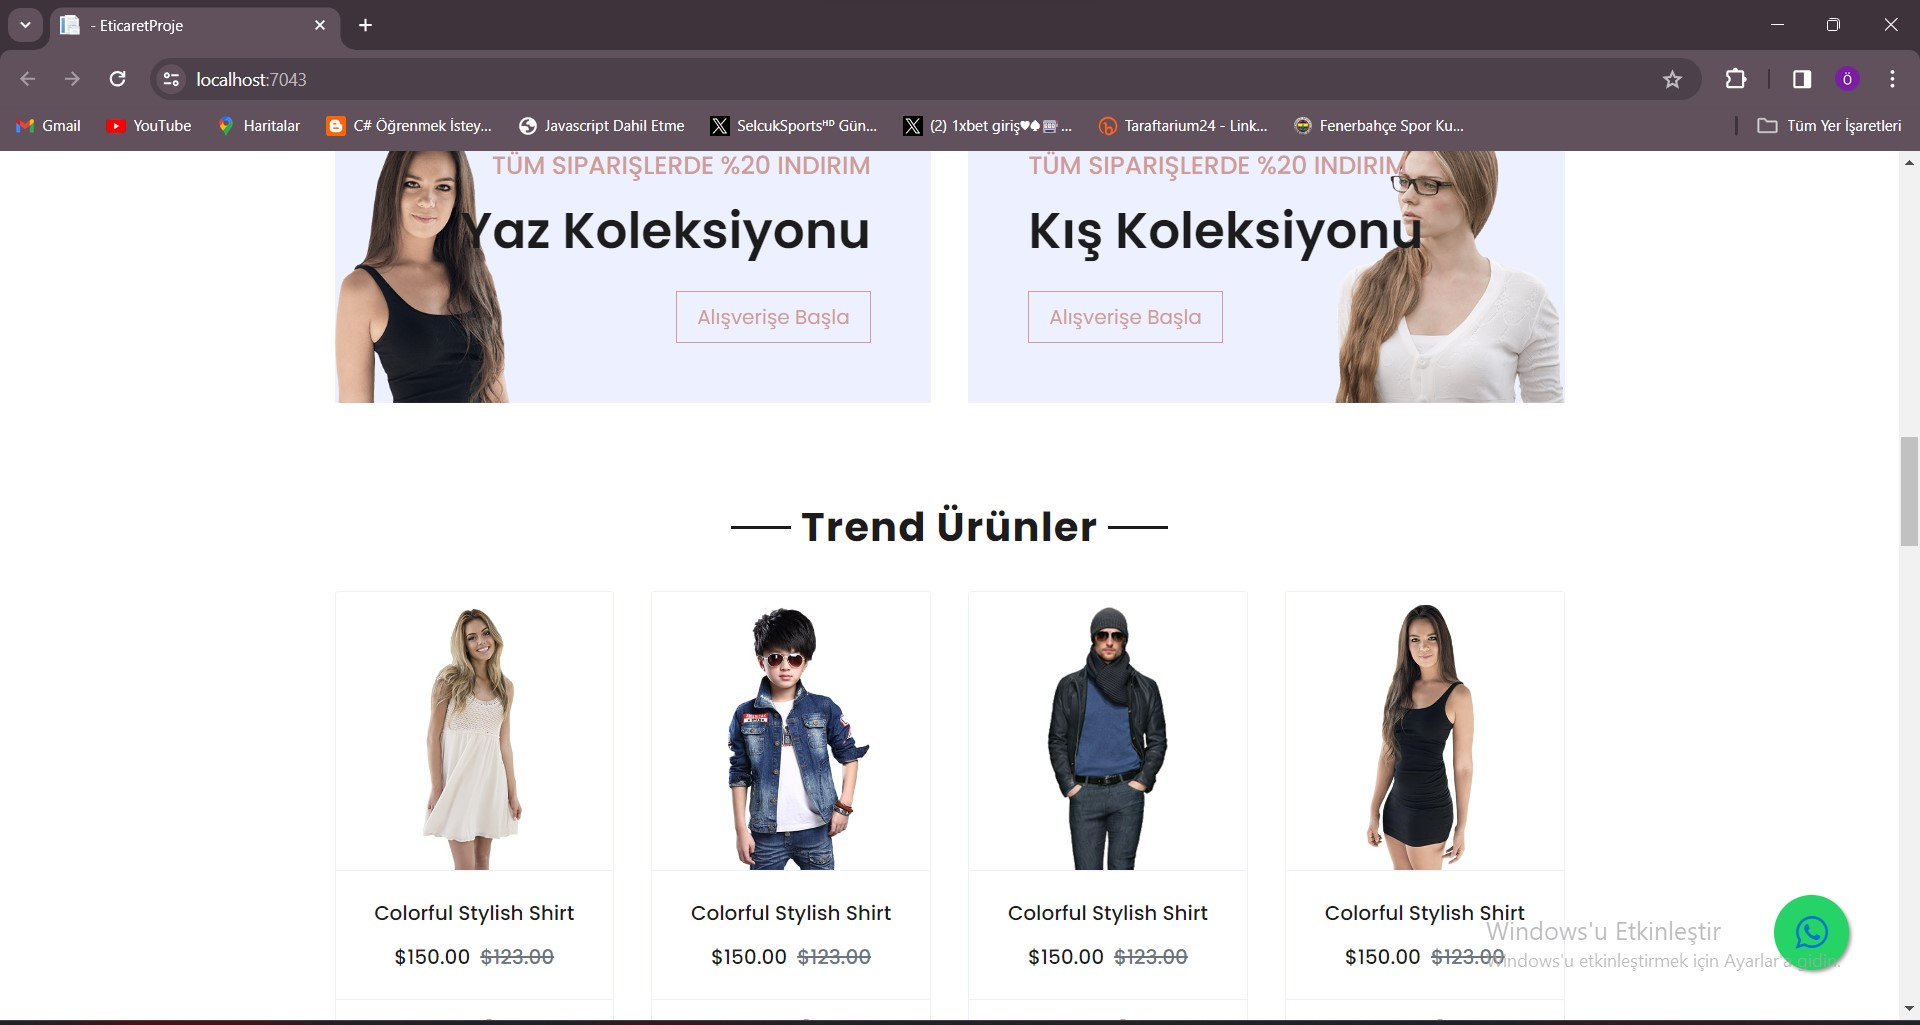 - EticaretProje
localhost:7043
Gmail
YouTube
Haritalar
C# Öğrenmek İstey...
Javascript Dahil Etme
SelcukSportsᴴᴰ Gün...
(2) 1xbet giriş♥♠🎰 ...
Taraftarium24 - Link...
Fenerbahçe Spor Ku...
Tüm Yer İşaretleri
Ö
TÜM SIPARIŞLERDE %20 INDIRIM
Yaz Koleksiyonu
Alışverişe Başla
TÜM SIPARIŞLERDE %20 INDIRIM
Kış Koleksiyonu
Alışverişe Başla
Trend Ürünler
Colorful Stylish Shirt
$150.00 $123.00
Colorful Stylish Shirt
$150.00 $123.00
Colorful Stylish Shirt
$150.00 $123.00
Colorful Stylish Shirt
$150.00 $123.00
Windows'u Etkinleştir
Windows'u etkinleştirmek için Ayarlar'a gidin.